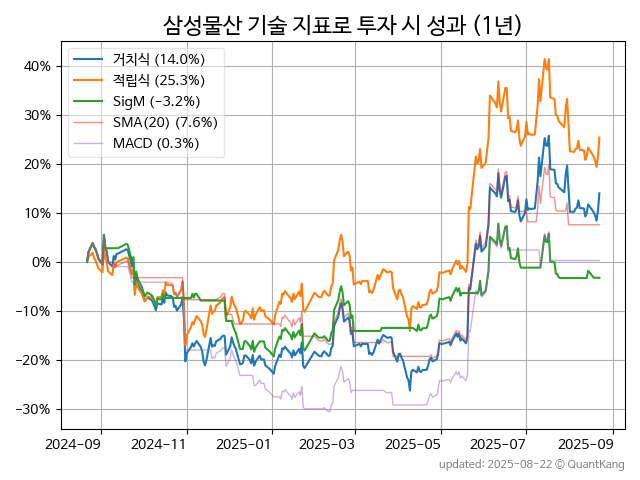 삼성물산 기술 지표로 투자 시 성과 (1년)
거치식 (14.0%)
적립식 (25.3%)
SigM (−3.2%)
SMA(20) (7.6%)
MACD (0.3%)
40%
30%
20%
10%
0%
−10%
−20%
−30%
2024−09 2024−11 2025−01 2025−03 2025−05 2025−07 2025−09
updated: 2025-08-22 © QuantKang